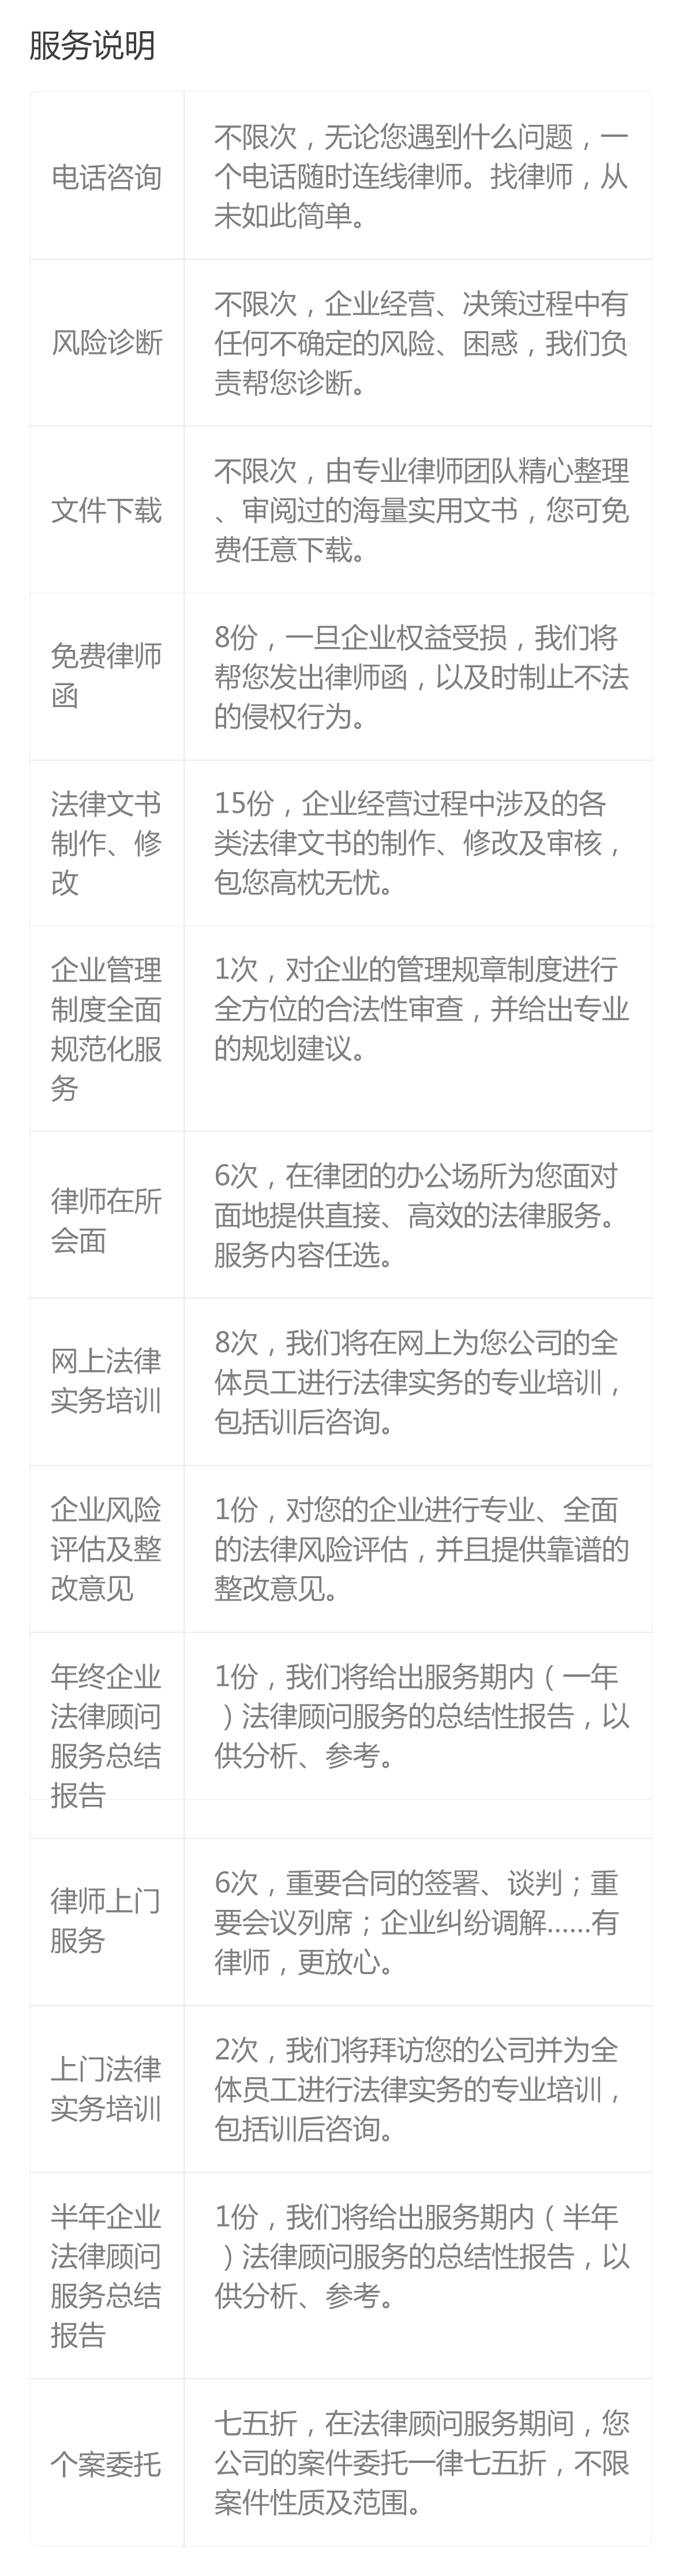 服务说明
电话咨询
不限次，无论您遇到什么问题，一
个电话随时连线律师。找律师，从
未如此简单。
风险诊断
不限次，企业经营、决策过程中有
任何不确定的风险、困惑，我们负
责帮您诊断。
文件下载
不限次，由专业律师团队精心整理
、审阅过的海量实用文书，您可免
费任意下载。
免费律师
函
8份，一旦企业权益受损，我们将
帮您发出律师函，以及时制止不法
的侵权行为。
法律文书
制作、修
改
15份，企业经营过程中涉及的各
类法律文书的制作、修改及审核，
包您高枕无忧。
企业管理
制度全面
规范化服
务
1次，对企业的管理规章制度进行
全方位的合法性审查，并给出专业
的规划建议。
律师在所
会面
6次，在律团的办公场所为您面对
面地提供直接、高效的法律服务。
服务内容任选。
网上法律
实务培训
8次，我们将在网上为您公司的全
体员工进行法律实务的专业培训，
包括训后咨询。
企业风险
评估及整
改意见
1份，对您的企业进行专业、全面
的法律风险评估，并且提供靠谱的
整改意见。
年终企业
法律顾问
服务总结
报告
1份，我们将给出服务期内（一年
）法律顾问服务的总结性报告，以
供分析、参考。
律师上门
服务
6次，重要合同的签署、谈判；重
要会议列席；企业纠纷调解......有
律师，更放心。
上门法律
实务培训
2次，我们将拜访您的公司并为全
体员工进行法律实务的专业培训，
包括训后咨询。
半年企业
法律顾问
服务总结
报告
1份，我们将给出服务期内（半年
）法律顾问服务的总结性报告，以
供分析、参考。
个案委托
七五折，在法律顾问服务期间，您
公司的案件委托一律七五折，不限
案件性质及范围。